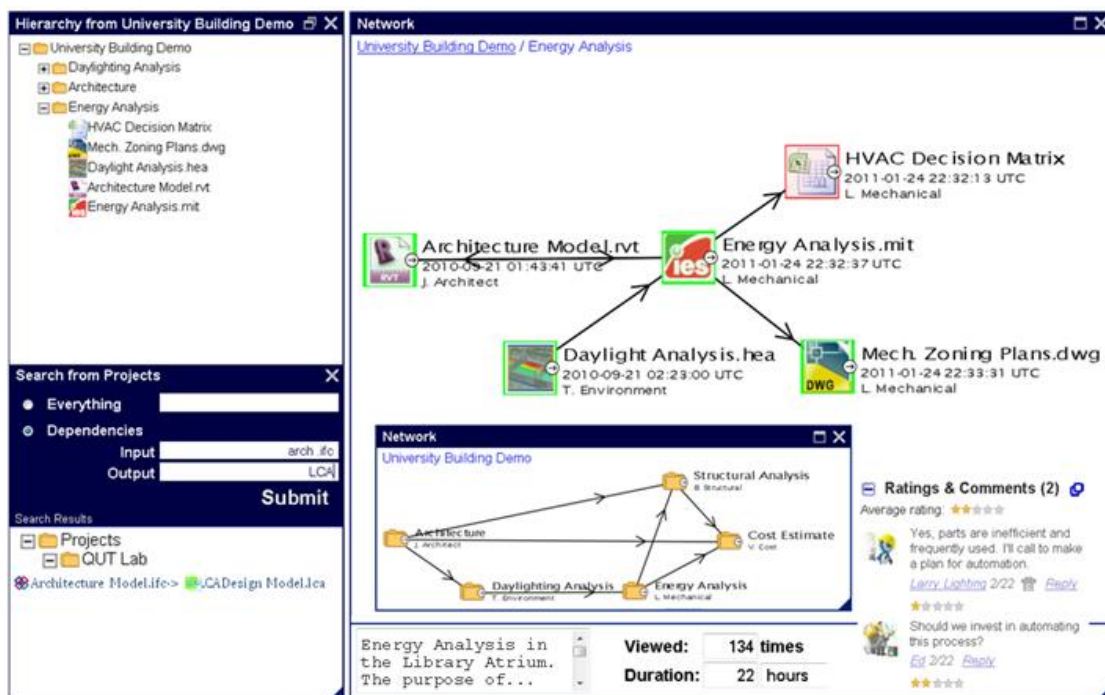 Hierarchy from University Building Demo
University Building Demo
Daylighting Analysis
Architecture
Energy Analysis
HVAC Decision Matrix
Mech. Zoning Plans.dwg
Daylight Analysis.hea
Architecture Model.rvt
Energy Analysis.mit
Search from Projects
Everything
Dependencies
Input arch .ifc
Output LCA
Submit
Search Results
Projects
QUT Lab
Architecture Model.ifc-> .CADesign Model.lca
Network
University Building Demo / Energy Analysis
HVAC Decision Matrix
2011-01-24 22:32:13 UTC
L. Mechanical
Architecture Model.rvt
2010-09-21 01:43:41 UTC
J. Architect
RVT
Energy Analysis.mit
2011-01-24 22:32:37 UTC
L. Mechanical
ies
Daylight Analysis.hea
2010-09-21 02:23:00 UTC
T. Environment
Mech. Zoning Plans.dwg
2011-01-24 22:33:31 UTC
L. Mechanical
DWG
Network
University Building Demo
Structural Analysis
B. Structural
Architecture
J. Architect
Cost Estimate
V. Cost
Daylighting Analysis
T. Environment
Energy Analysis
L. Mechanical
Ratings & Comments (2)
Average rating:
Yes, parts are inefficient and
frequently used. I'll call to make
a plan for automation.
Larry Lighting 2/22 Reply
Should we invest in automating
this process?
Ed 2/22 Reply
Energy Analysis in
the Library Atrium.
The purpose of...
Viewed: 134 times
Duration: 22 hours